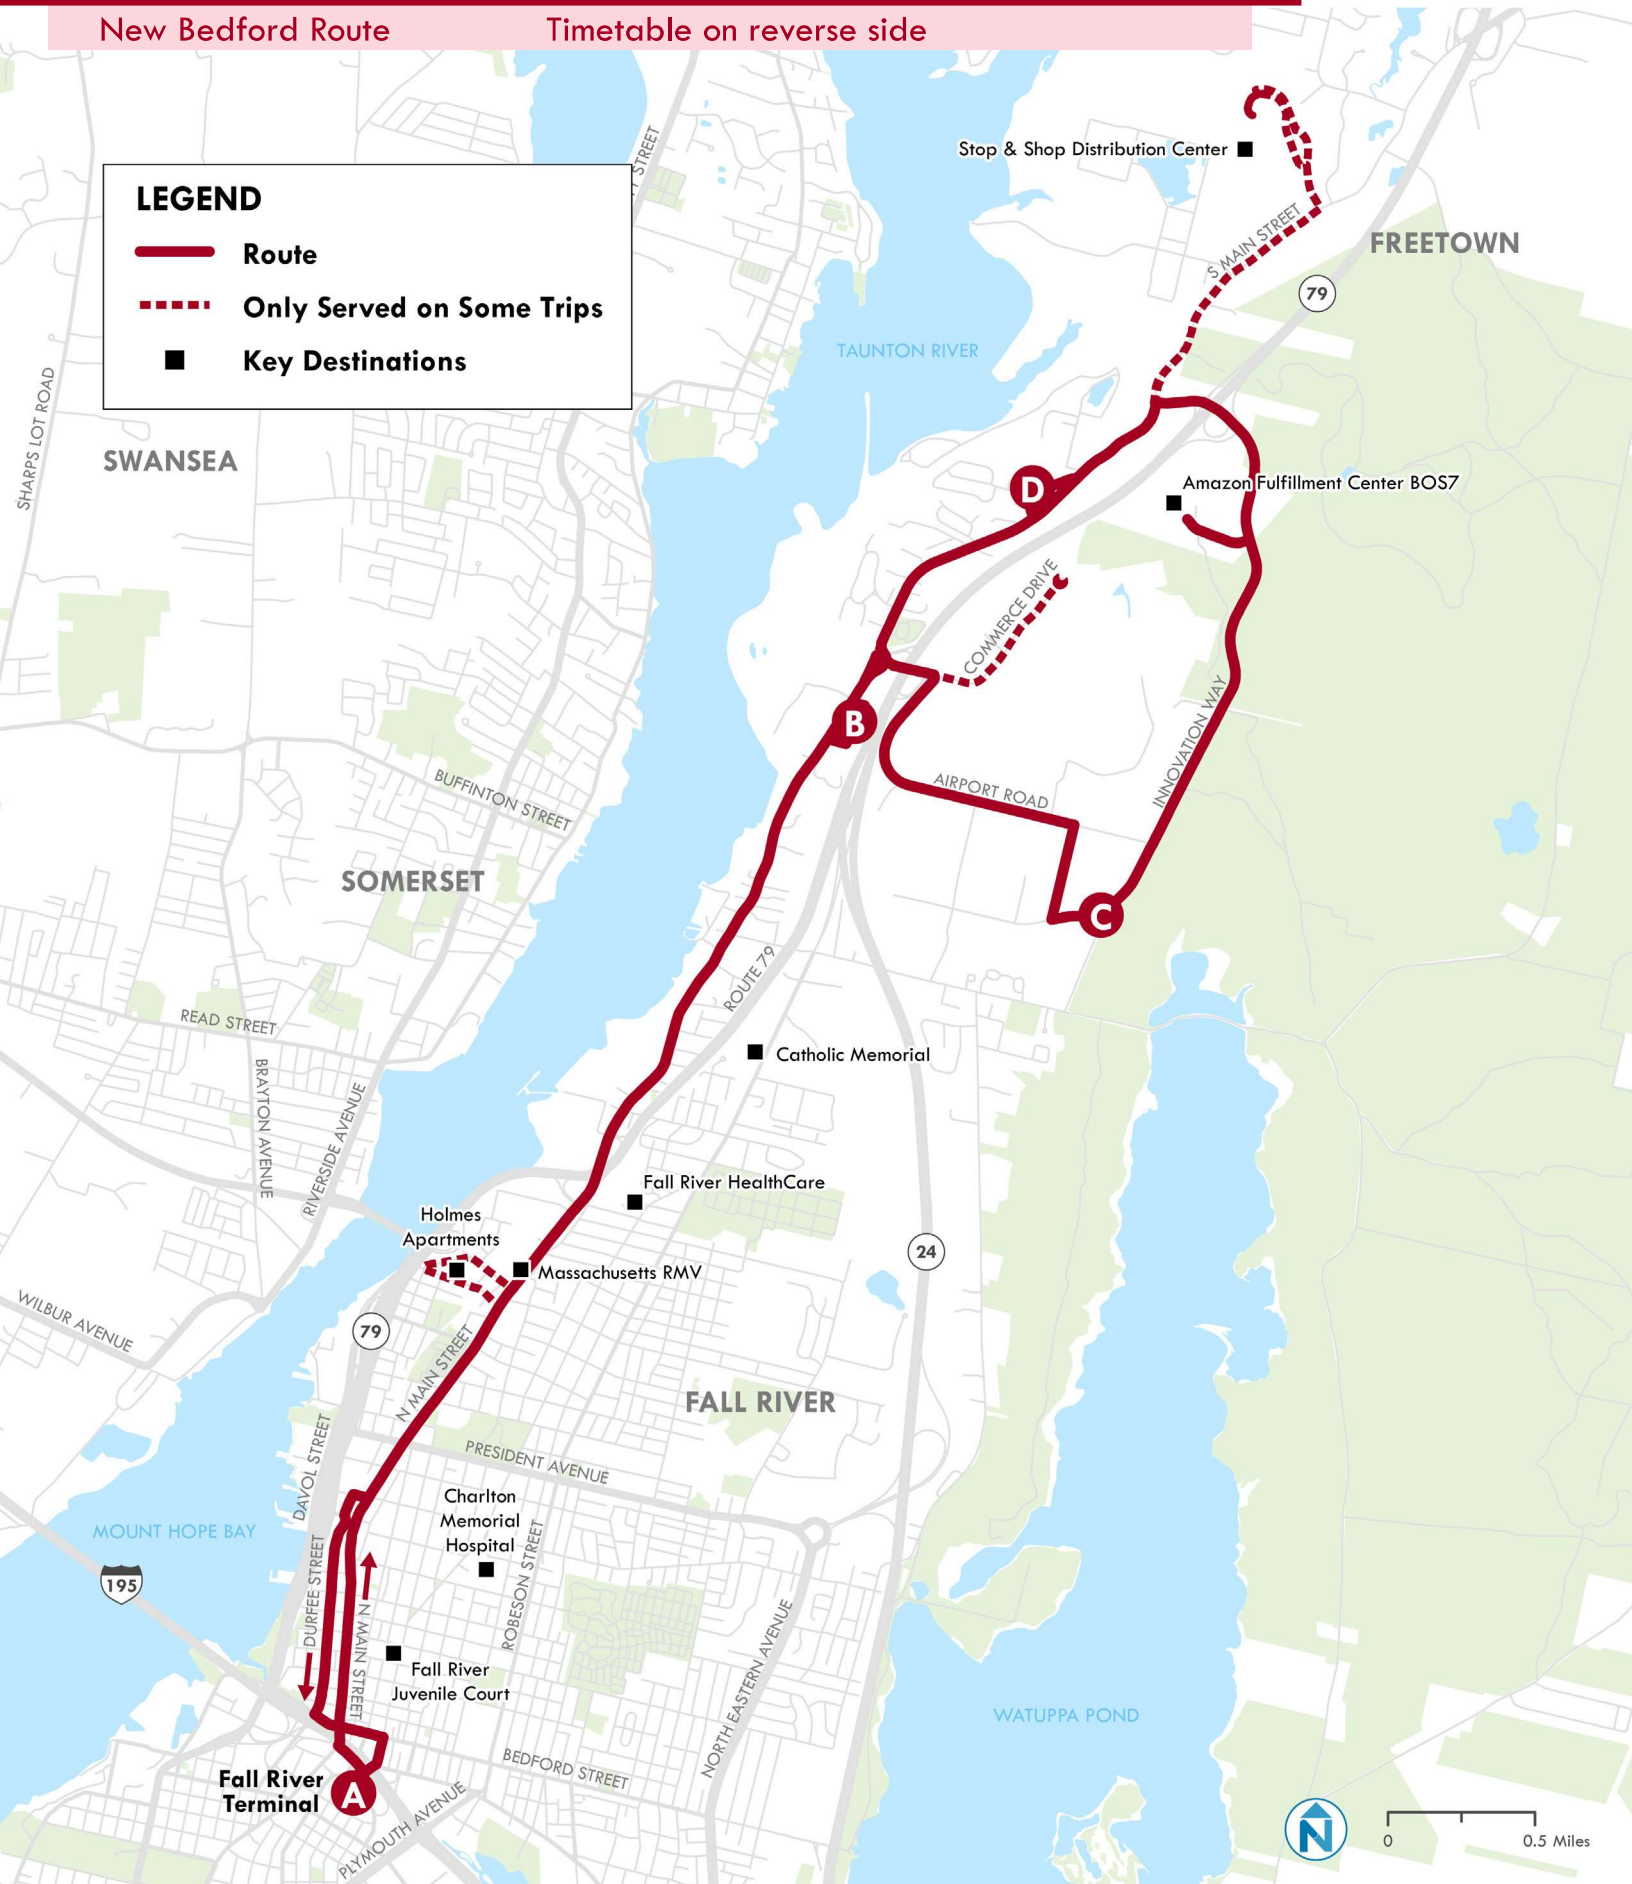 New Bedford Route
Timetable on reverse side
LEGEND
Route
Only Served on Some Trips
Key Destinations
STREET
Stop & Shop Distribution Center
S MAIN STREET
FREETOWN
79
TAUNTON RIVER
SHARPS LOT ROAD
SWANSEA
D
Amazon Fulfillment Center BOS7
COMMERCE DRIVE
B
INNOVATION WAY
AIRPORT ROAD
BUFFINTON STREET
SOMERSET
C
ROUTE 79
READ STREET
Catholic Memorial
BRAYTON AVENUE
RIVERSIDE AVENUE
Fall River HealthCare
Holmes
Apartments
Massachusetts RMV
24
WILBUR AVENUE
79
N MAIN STREET
FALL RIVER
DAVOL STREET
PRESIDENT AVENUE
Charlton
Memorial
Hospital
MOUNT HOPE BAY
195
DURFEE STREET
N MAIN STREET
ROBESON STREET
Fall River
Juvenile Court
NORTH EASTERN AVENUE
WATUPPA POND
BEDFORD STREET
Fall River
Terminal
A
PLYMOUTH AVENUE
N
0
0.5 Miles